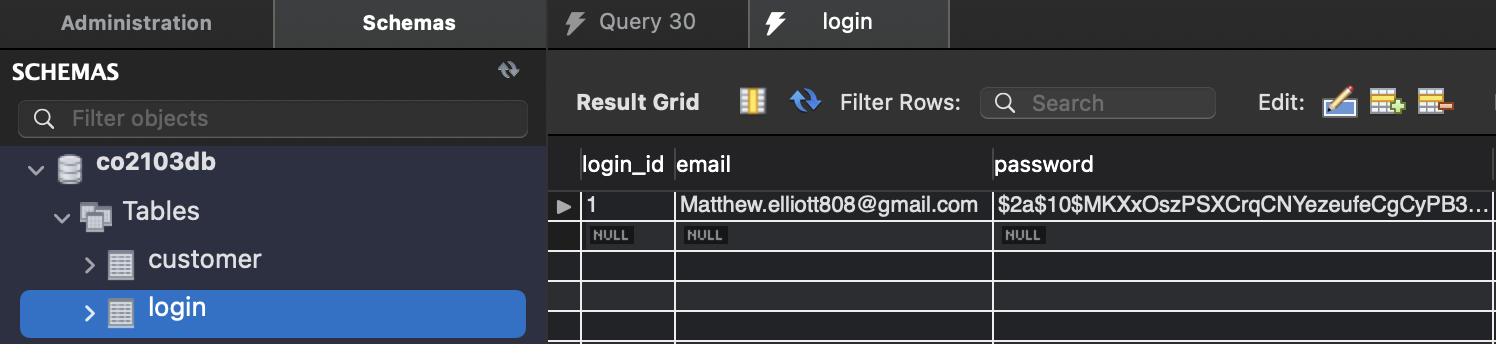 Administration Schemas
SCHEMAS
Filter objects
co2103db
Tables
customer
login
Query 30 login
Result Grid Filter Rows: Search Edit:
login_id email password
1 Matthew.elliott808@gmail.com $2a$10$MKXxOszPSXCrqCNYezeufeCgCyPB3...
NULL NULL NULL